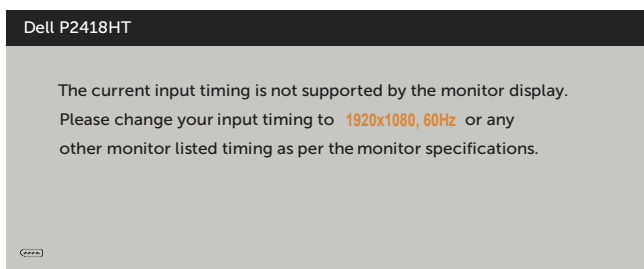 Dell P2418HT
The current input timing is not supported by the monitor display.
Please change your input timing to 1920x1080, 60Hz or any
other monitor listed timing as per the monitor specifications.